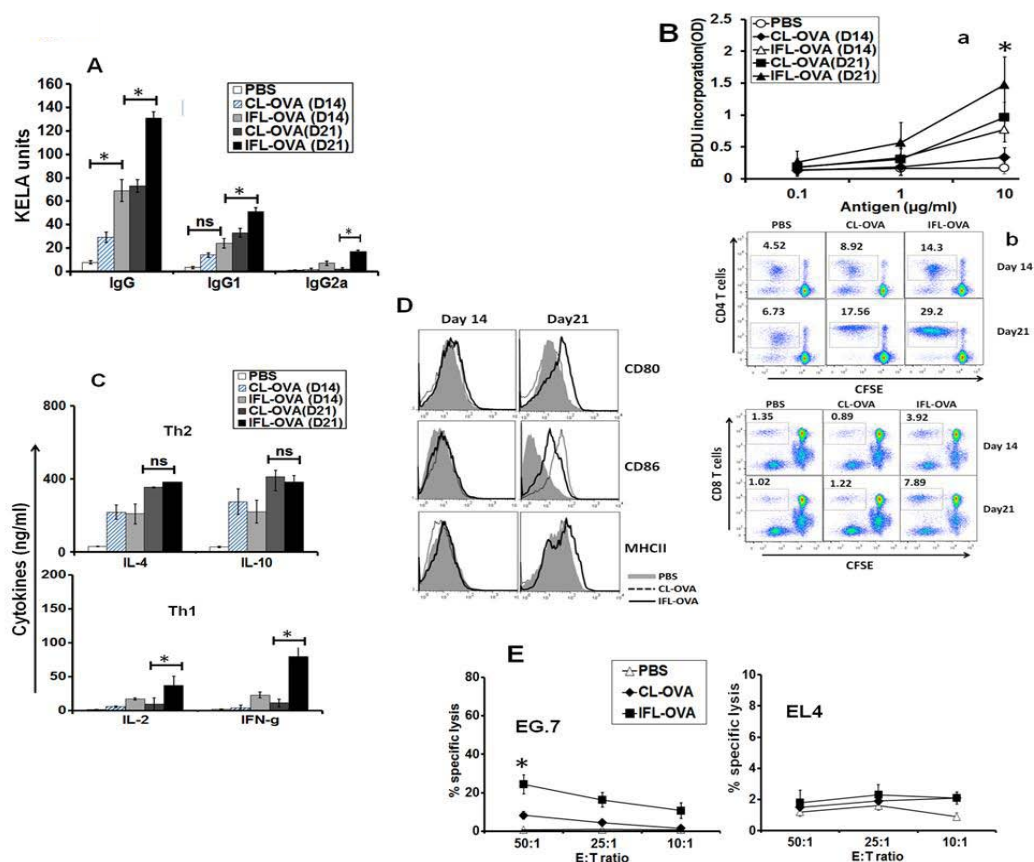 A
KELA units
160
140
120
100
80
60
40
20
0
PBS
CL-OVA (D14)
IFL-OVA (D14)
CL-OVA(D21)
IFL-OVA (D21)
*
*
ns
*
*
IgG
IgG1
IgG2a
B
a
BrDU incorporation(OD)
2.5
2
1.5
1
0.5
0
PBS
CL-OVA (D14)
IFL-OVA (D14)
CL-OVA(D21)
IFL-OVA (D21)
*
0.1
1
10
Antigen (µg/ml)
b
PBS
CL-OVA
IFL-OVA
4.52
8.92
14.3
Day 14
6.73
17.56
29.2
Day21
CD4 T cells
CFSE
PBS
CL-OVA
IFL-OVA
1.35
0.89
3.92
Day 14
1.02
1.22
7.89
Day21
CD8 T cells
CFSE
C
PBS
CL-OVA (D14)
IFL-OVA (D14)
CL-OVA(D21)
IFL-OVA (D21)
Cytokines (ng/ml)
800
400
0
Th2
ns
ns
IL-4
IL-10
200
150
100
50
0
Th1
*
*
IL-2
IFN-g
D
Day 14
Day21
CD80
CD86
MHCII
PBS
CL-OVA
IFL-OVA
E
PBS
CL-OVA
IFL-OVA
% specific lysis
80
60
40
20
0
EG.7
*
50:1
25:1
10:1
E:T ratio
% specific lysis
10
8
6
4
2
0
EL4
50:1
25:1
10:1
E:T ratio